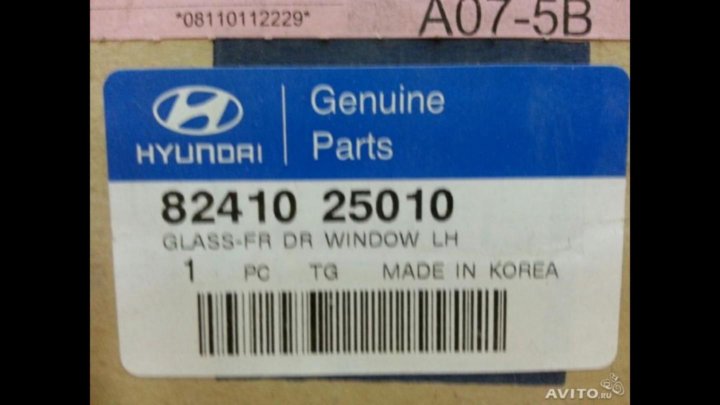 *08110112229*
A07-5B
HYUNDAI
Genuine
Parts
82410 25010
GLASS-FR DR WINDOW LH
1 PC TG MADE IN KOREA
AVITO.RU